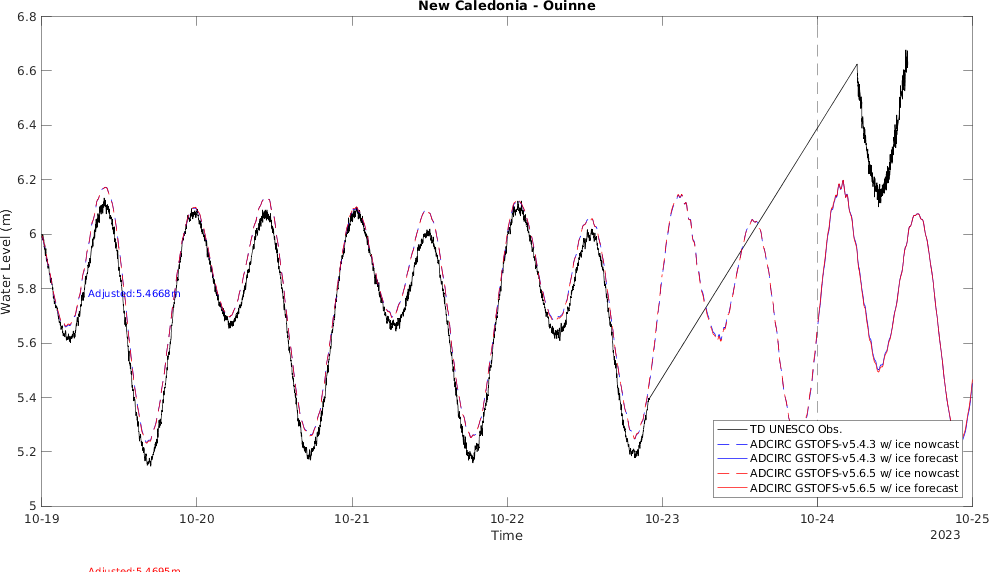 New Caledonia - Ouinne
6.8
6.6
6.4
6.2
6
5.8
5.6
5.4
5.2
5
Water Level (m)
Adjusted:5.4668m
TD UNESCO Obs.
ADCIRC GSTOFS-v5.4.3 w/ ice nowcast
ADCIRC GSTOFS-v5.4.3 w/ ice forecast
ADCIRC GSTOFS-v5.6.5 w/ ice nowcast
ADCIRC GSTOFS-v5.6.5 w/ ice forecast
10-19 10-20 10-21 10-22 10-23 10-24 10-25
Time
2023
Adjusted:5.4695m